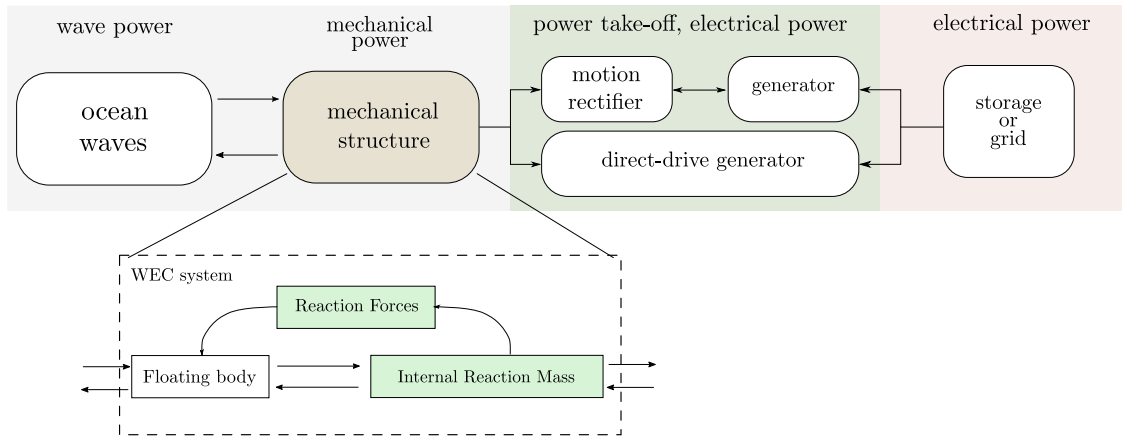 wave power
mechanical
power
power take-off, electrical power
electrical power
ocean
waves
mechanical
structure
motion
rectifier
generator
direct-drive generator
storage
or
grid
WEC system
Reaction Forces
Floating body
Internal Reaction Mass